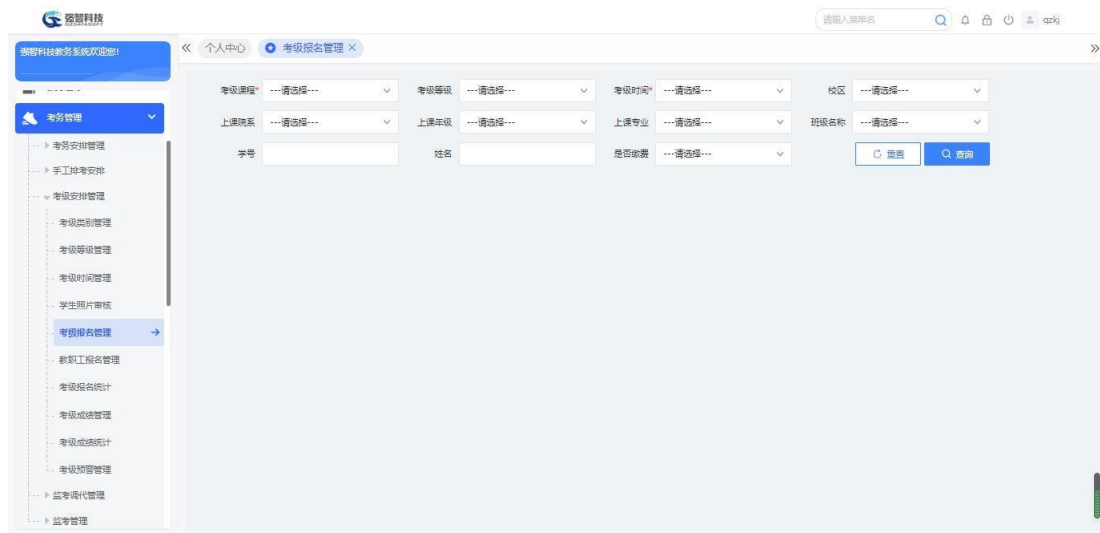 强智科技
QZDATASOFT
请输入菜单名
qzkj
强智科技教务系统欢迎您!
个人中心
考级报名管理
考级课程* ---请选择---
考级等级 ---请选择---
考级时间* ---请选择---
校区 ---请选择---
上课院系 ---请选择---
上课年级 ---请选择---
上课专业 ---请选择---
班级名称 ---请选择---
学号
姓名
是否缴费 ---请选择---
重置
查询
考务管理
考务安排管理
手工排考安排
考级安排管理
考级类别管理
考级等级管理
考级时间管理
学生照片审核
考级报名管理
教职工报名管理
考级报名统计
考级成绩管理
考级成绩统计
考级预警管理
监考调代管理
监考管理